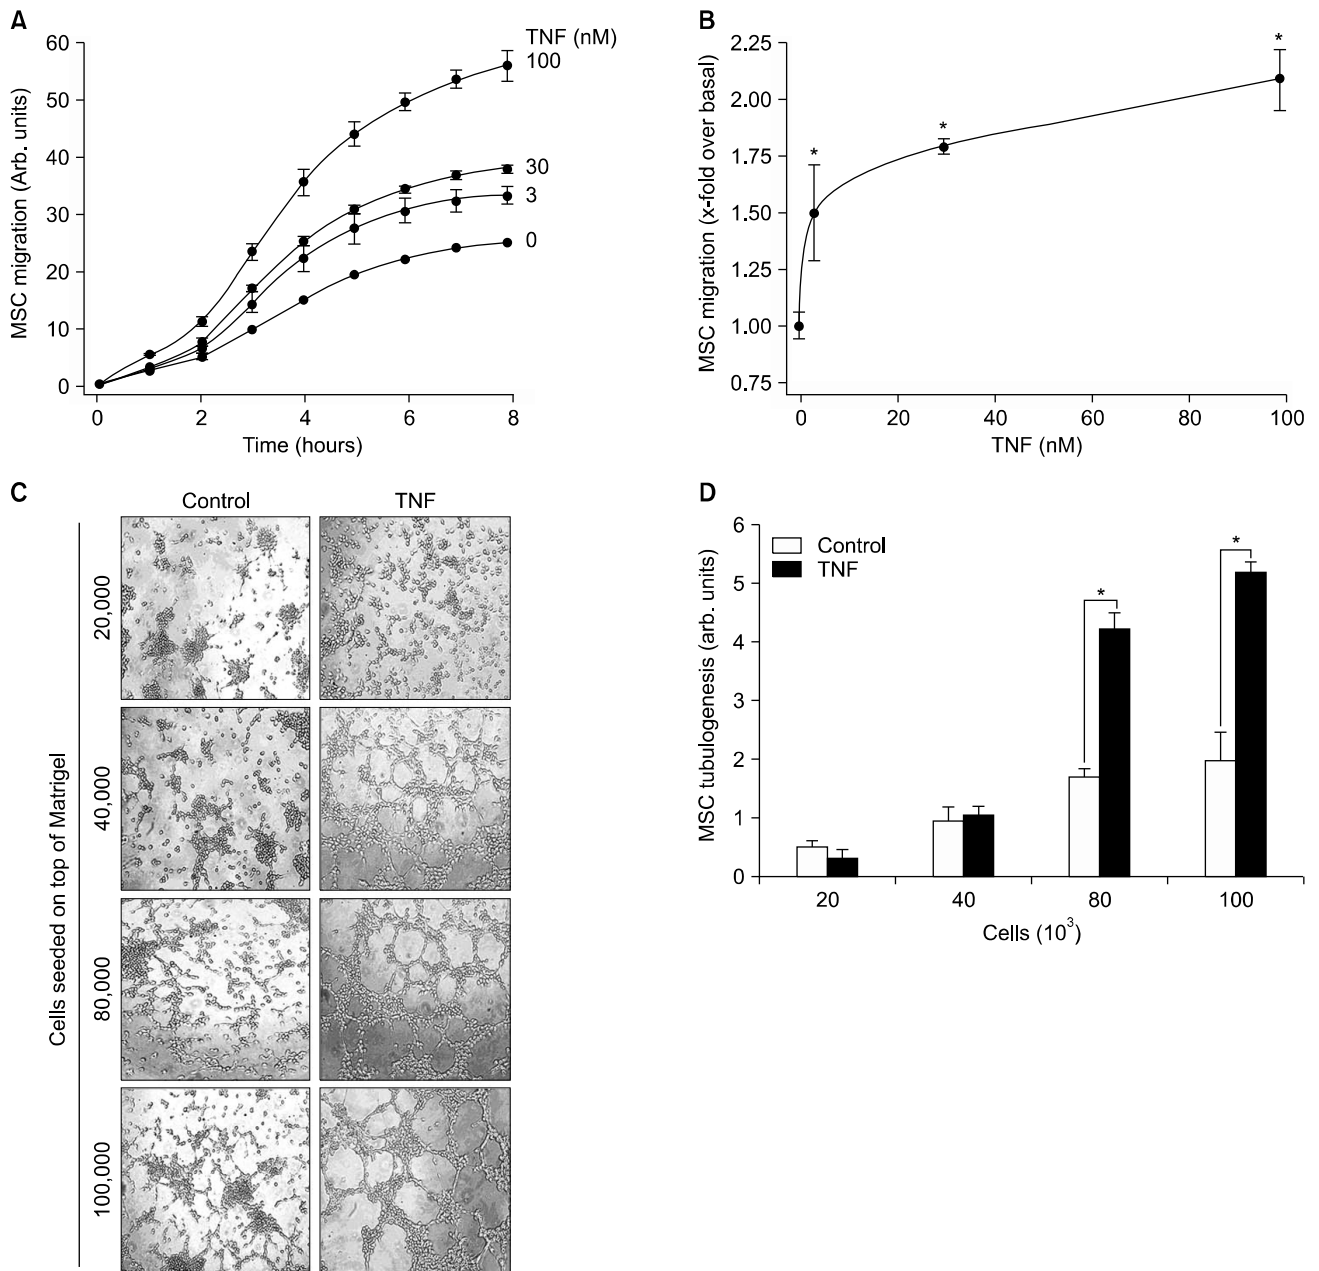 A
TNF (nM)
100
30
3
0
60
50
40
30
20
10
0
MSC migration (Arb. units)
0 2 4 6 8
Time (hours)
B
2.25
2.00
1.75
1.50
1.25
1.00
0.75
MSC migration (x-fold over basal)
*
*
*
0 20 40 60 80 100
TNF (nM)
C
Control TNF
Cells seeded on top of Matrigel
20,000
40,000
80,000
100,000
D
6
5
4
3
2
1
0
MSC tubulogenesis (arb. units)
Control
TNF
*
*
20 40 80 100
Cells (10³)